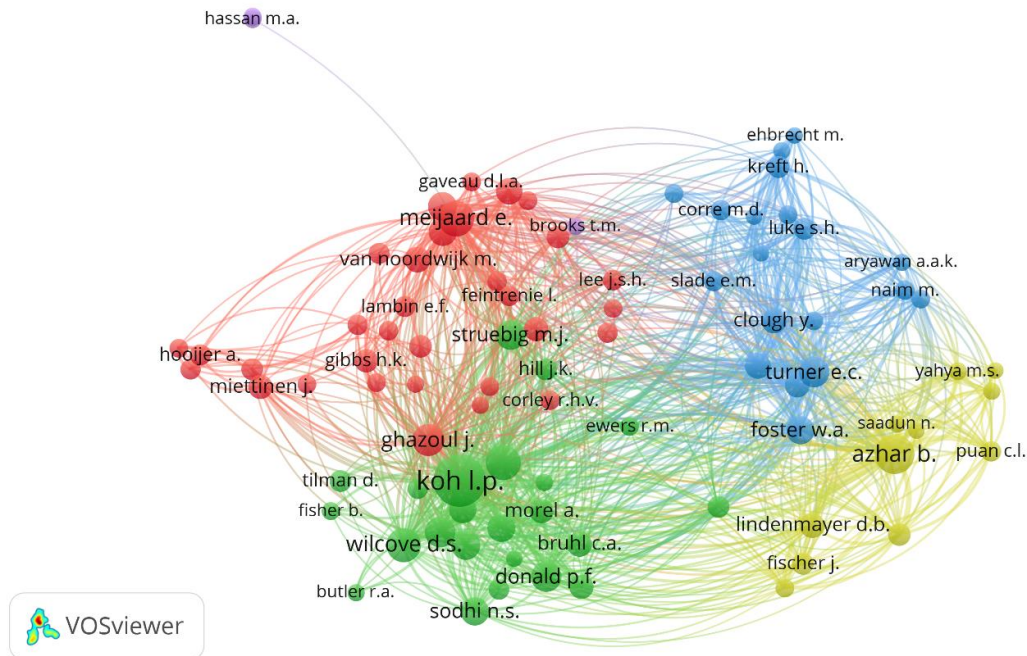 hassan m.a.
ehbrecht m.
kreft h.
gaveau d.l.a.
meijaard e.
corre m.d.
brooks t.m.
luke s.h.
van noordwijk m.
aryawan a.a.k.
lee j.s.h.
slade e.m.
naim m.
feintrenie l.
lambin e.f.
clough y.
struebig m.j.
hooijer a.
gibbs h.k.
hill j.k.
turner e.c.
yahya m.s.
miettinen j.
corley r.h.v.
saadun n.
ewers r.m.
foster w.a.
ghazoul j.
azhar b.
puan c.l.
tilman d.
koh l.p.
fisher b.
morel a.
lindenmayer d.b.
wilcove d.s.
bruhl c.a.
fischer j.
donald p.f.
butler r.a.
sodhi n.s.
VOSviewer